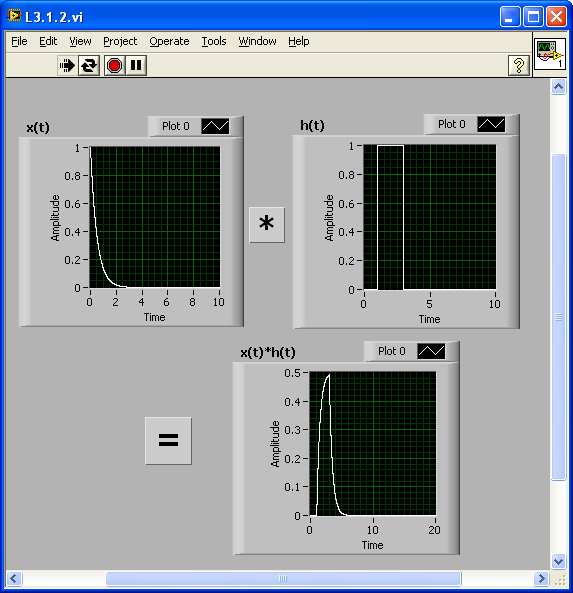 L3.1.2.vi
File Edit View Project Operate Tools Window Help
?
1
x(t)
Plot 0
Amplitude
1
0.8
0.6
0.4
0.2
0
0 2 4 6 8 10
Time
*
h(t)
Plot 0
Amplitude
1
0.8
0.6
0.4
0.2
0
0 5 10
Time
=
x(t)*h(t)
Plot 0
Amplitude
0.5
0.4
0.3
0.2
0.1
0
0 10 20
Time